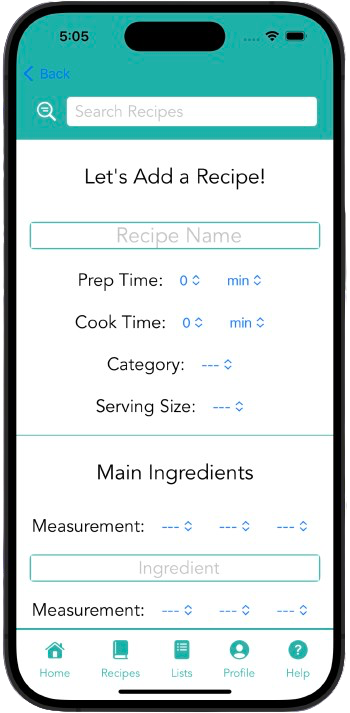 5:05
Back
Search Recipes
Let's Add a Recipe!
Recipe Name
Prep Time: 0 min
Cook Time: 0 min
Category: ---
Serving Size: ---
Main Ingredients
Measurement: --- --- ---
Ingredient
Measurement: --- --- ---
Home Recipes Lists Profile Help